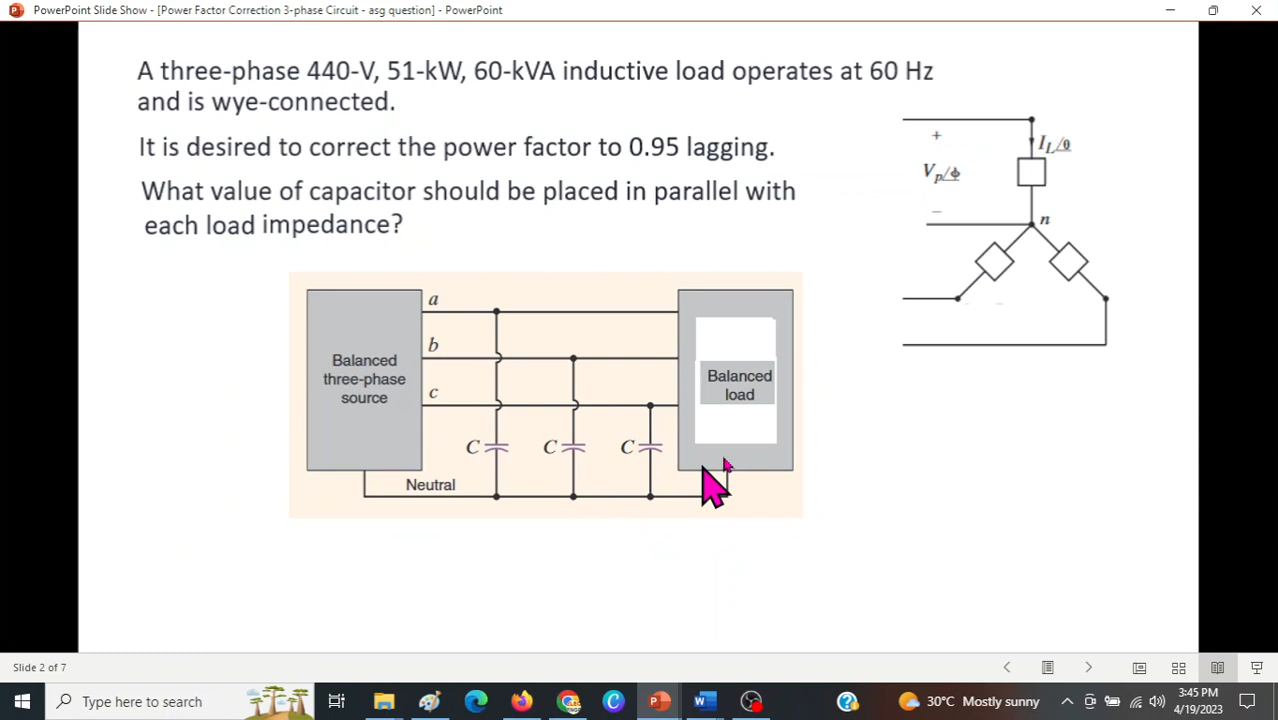 PowerPoint Slide Show - [Power Factor Correction 3-phase Circuit - asg question] - PowerPoint
A three-phase 440-V, 51-kW, 60-kVA inductive load operates at 60 Hz
and is wye-connected.
It is desired to correct the power factor to 0.95 lagging.
What value of capacitor should be placed in parallel with
each load impedance?
+
I_L/θ
V_p/ϕ
−
n
a
b
c
Balanced
three-phase
source
Balanced
load
C
C
C
Neutral
Slide 2 of 7
Type here to search
30°C Mostly sunny
3:45 PM
4/19/2023